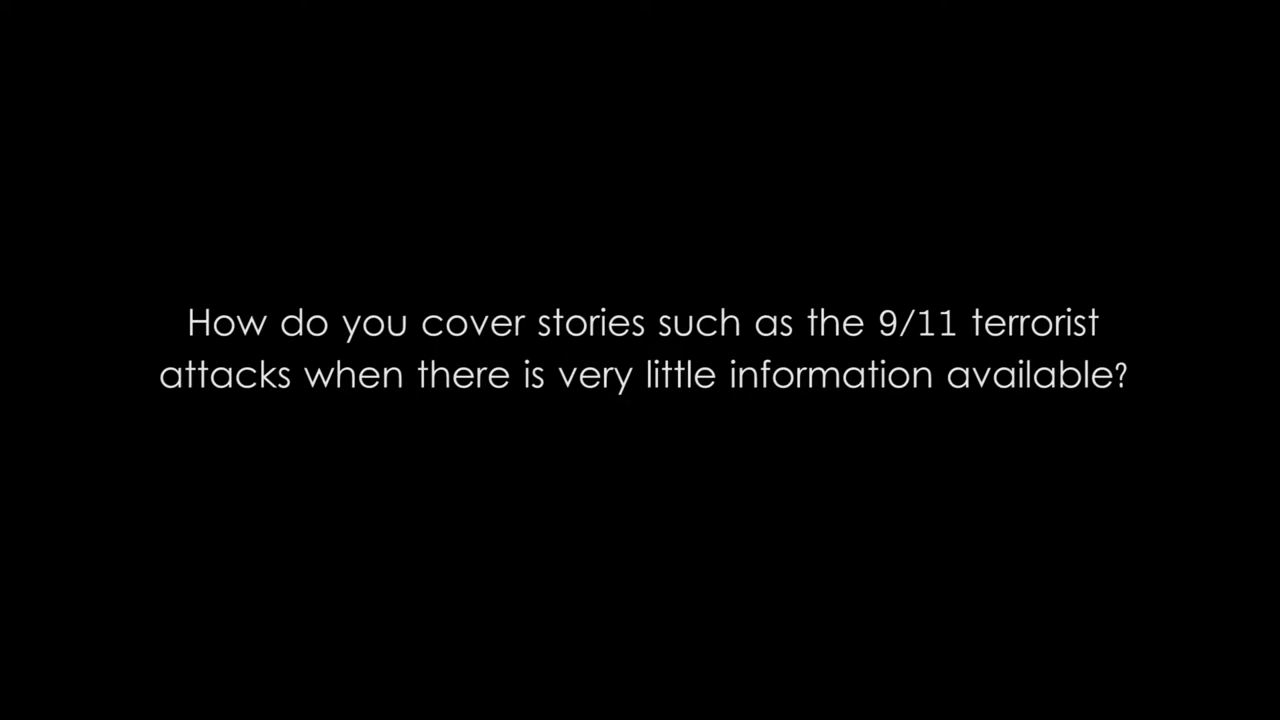 How do you cover stories such as the 9/11 terrorist
attacks when there is very little information available?